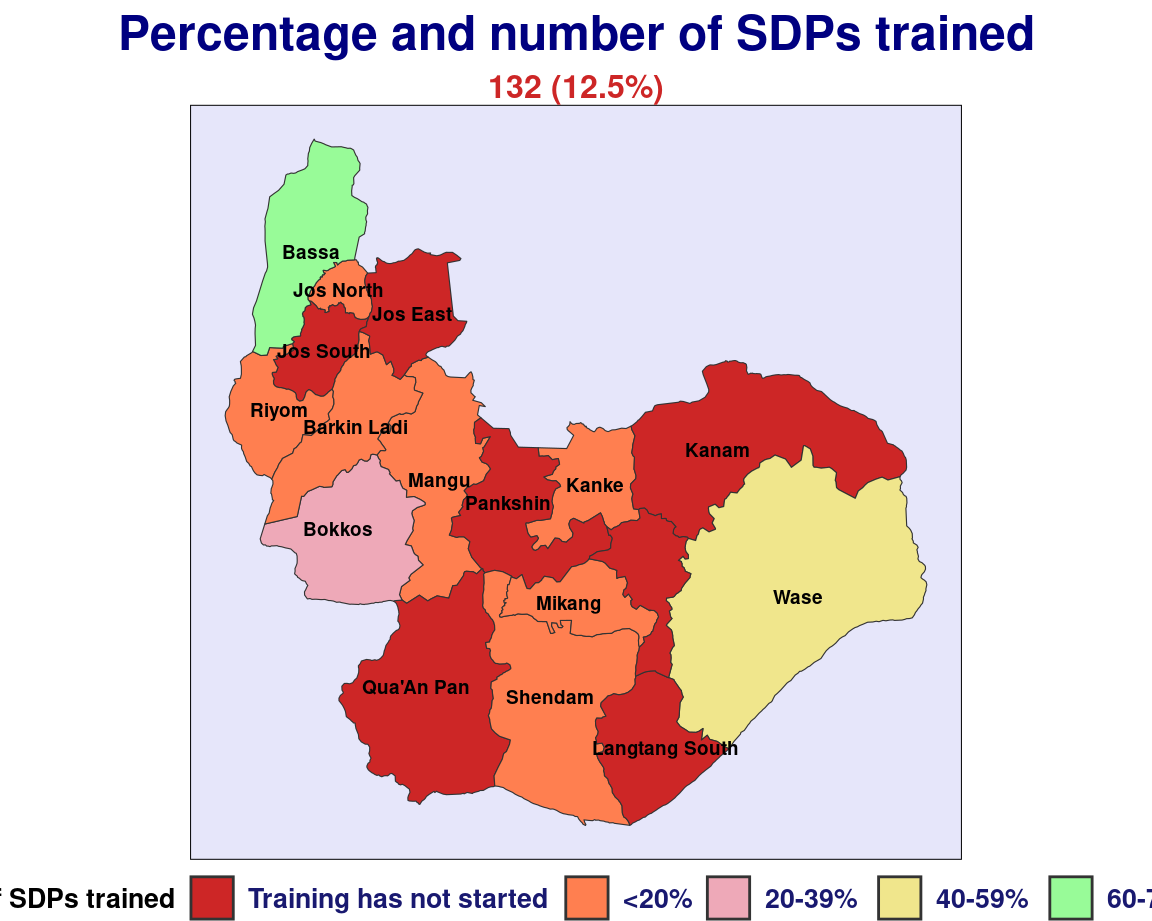 Percentage and number of SDPs trained
132 (12.5%)
Bassa
Jos North
Jos East
Jos South
Riyom
Barkin Ladi
Kanam
Mangu
Kanke
Pankshin
Bokkos
Wase
Mikang
Qua'An Pan
Shendam
Langtang South
SDPs trained Training has not started <20% 20-39% 40-59% 60-